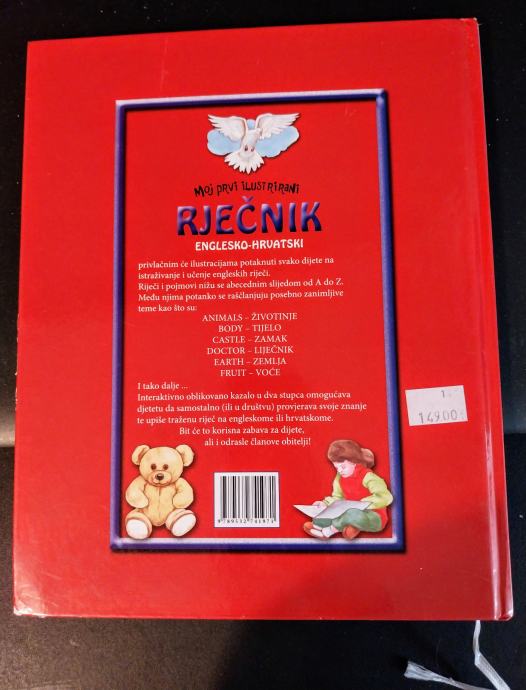 Moj prvi ilustrirani
RJEČNIK
ENGLESKO-HRVATSKI
privlačnim će ilustracijama potaknuti svako dijete na
istraživanje i učenje engleskih riječi.
Riječi i pojmovi nižu se abecednim slijedom od A do Z.
Među njima potanko se raščlanjuju posebno zanimljive
teme kao što su:
ANIMALS – ŽIVOTINJE
BODY – TIJELO
CASTLE – ZAMAK
DOCTOR – LIJEČNIK
EARTH – ZEMLJA
FRUIT – VOĆE
I tako dalje ...
Interaktivno oblikovano kazalo u dva stupca omogućava
djetetu da samostalno (ili u društvu) provjerava svoje znanje
te upiše traženu riječ na engleskome ili hrvatskome.
Bit će to korisna zabava za dijete,
ali i odrasle članove obitelji!
1.
149.00
9 789532 741971